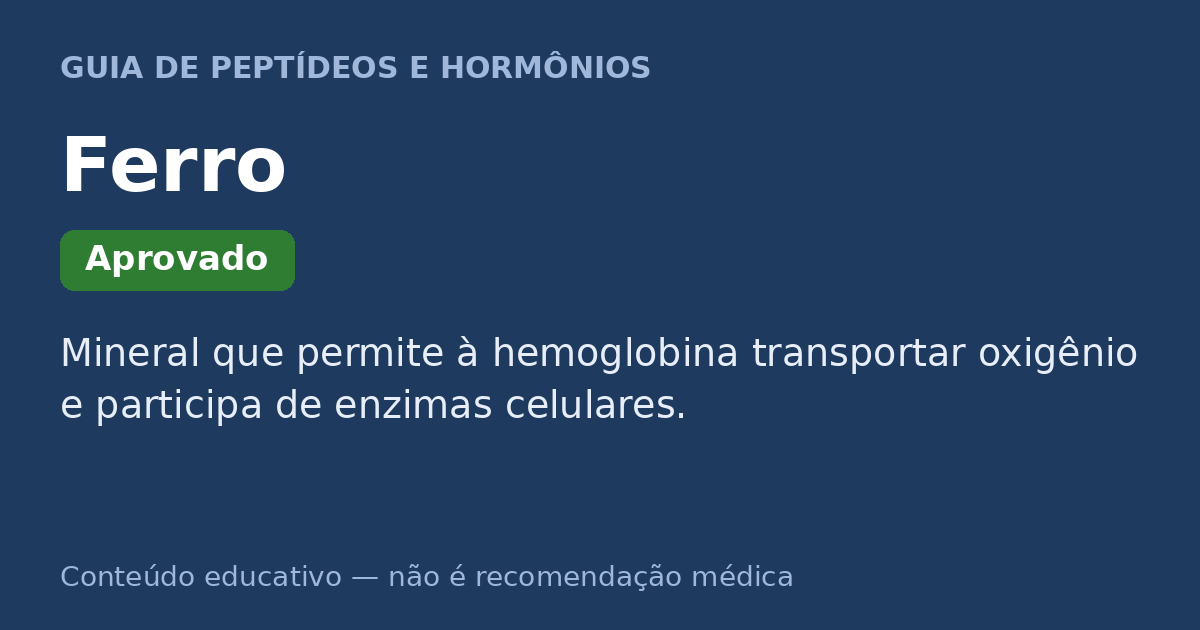 GUIA DE PEPTÍDEOS E HORMÔNIOS
Ferro
Aprovado
Mineral que permite à hemoglobina transportar oxigênio
e participa de enzimas celulares.
Conteúdo educativo — não é recomendação médica